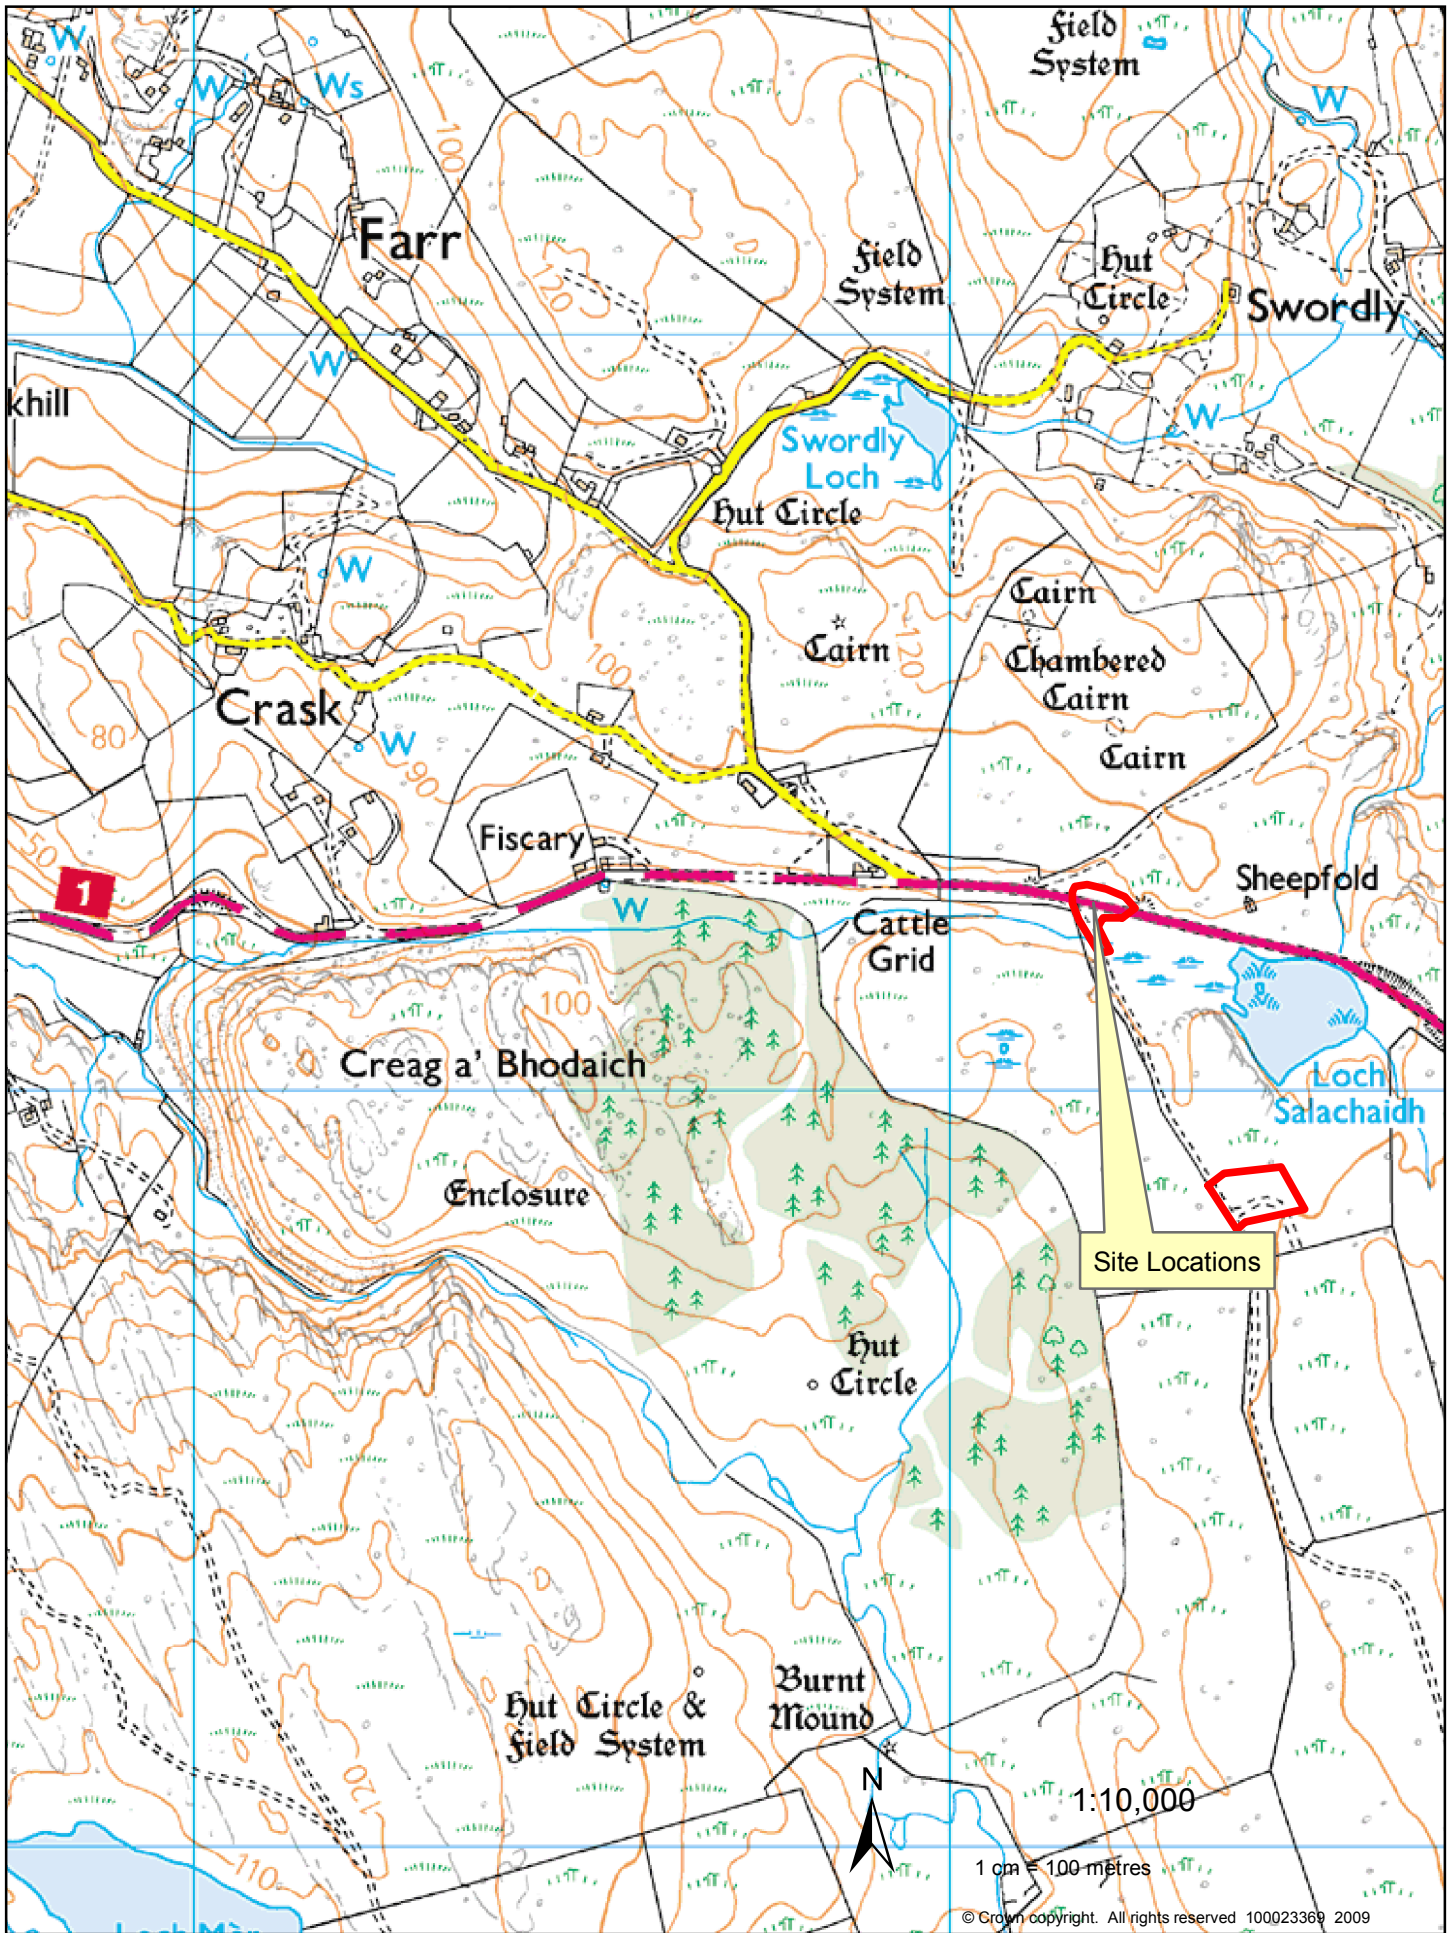 Field
System
W
W
Ws
W
100
Farr
Field
System
Hut
Circle
Swordly
120
W
khill
W
Swordly
Loch
Hut Circle
W
Cairn
Cairn
120
100
Chambered
Cairn
Crask
80
W
Cairn
90
Fiscary
50
1
Sheepfold
W
Cattle
Grid
100
Creag a' Bhodaich
Loch
Salachaidh
Enclosure
Site Locations
Hut
Circle
Burnt
Mound
Hut Circle &
Field System
N
120
1:10,000
110
1 cm = 100 metres
Loch Mòr
© Crown copyright. All rights reserved 100023369 2009